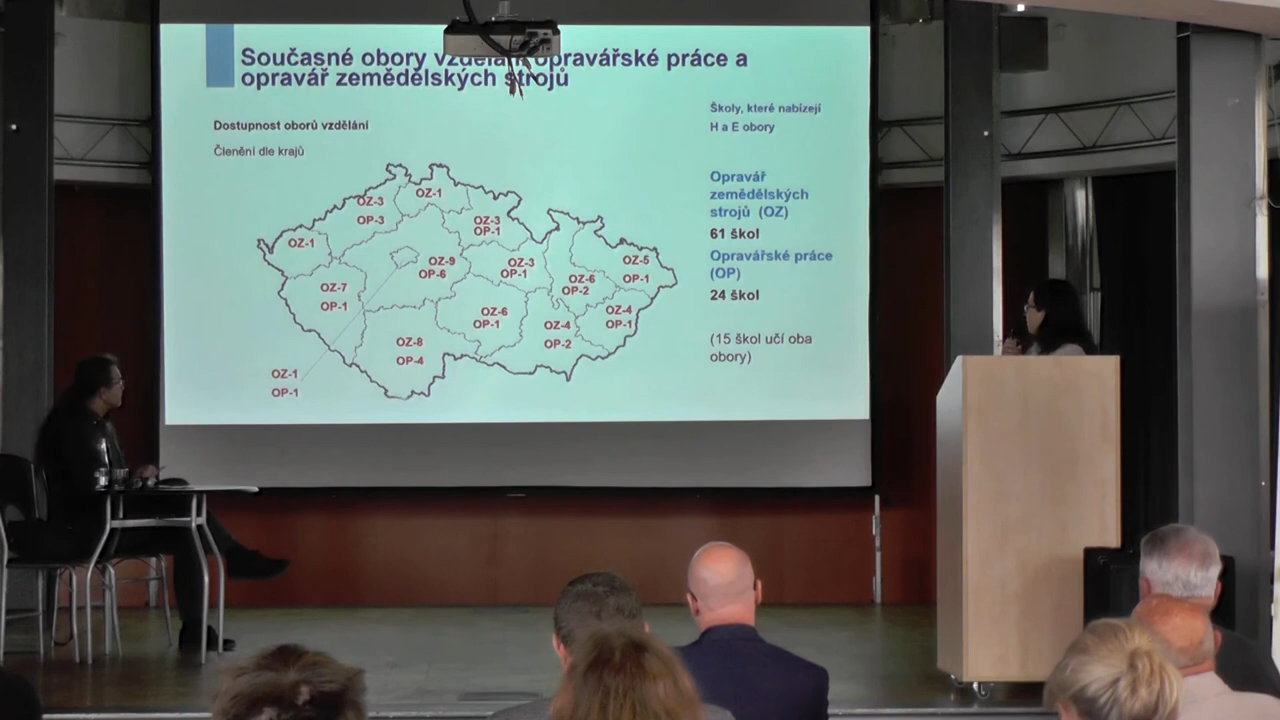 Současné obory opravářské práce a
opravář zemědělských strojů
Školy, které nabízejí
H a E obory
Dostupnost oborů vzdělání
Členění dle krajů
OZ-1
OZ-3
OP-3
OZ-3
OP-1
OZ-1
OZ-9
OP-6
OZ-3
OP-1
OZ-6
OP-2
OZ-5
OP-1
OZ-7
OP-1
OZ-6
OP-1
OZ-4
OP-2
OZ-4
OP-1
OZ-8
OP-4
OZ-1
OP-1
Opravář
zemědělských
strojů (OZ)
61 škol
Opravářské práce
(OP)
24 škol
(15 škol učí oba
obory)